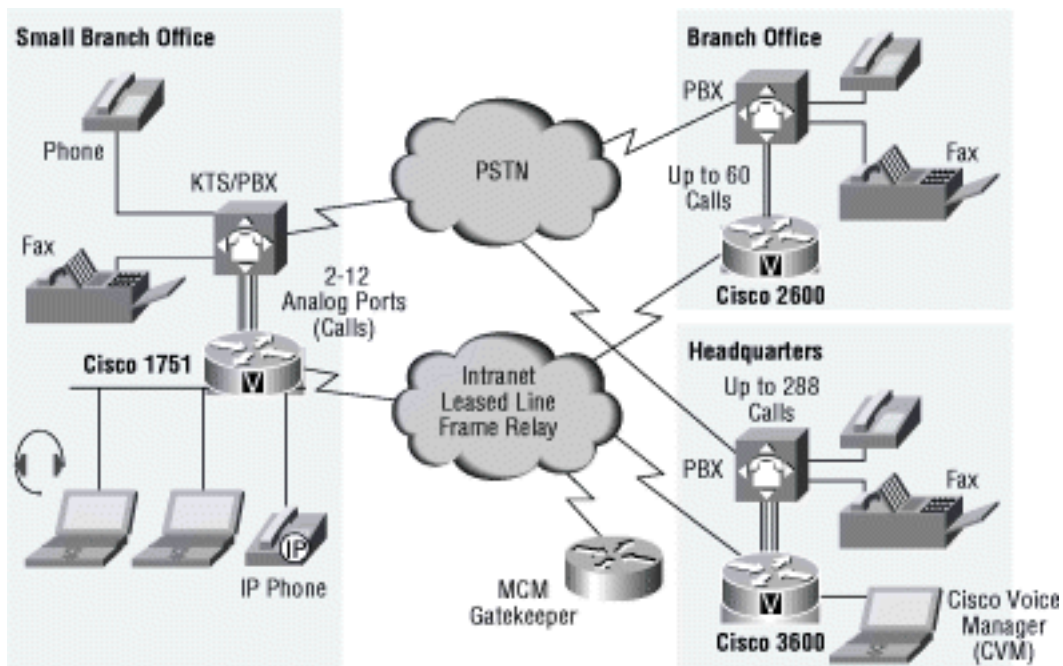 Small Branch Office
Phone
KTS/PBX
Fax
2-12
Analog Ports
(Calls)
Cisco 1751
V
IP
IP Phone
PSTN
Intranet
Leased Line
Frame Relay
MCM
Gatekeeper
Branch Office
PBX
Up to 60
Calls
Fax
V
Cisco 2600
Headquarters
Up to 288
Calls
PBX
Fax
V
Cisco 3600
Cisco Voice
Manager
(CVM)